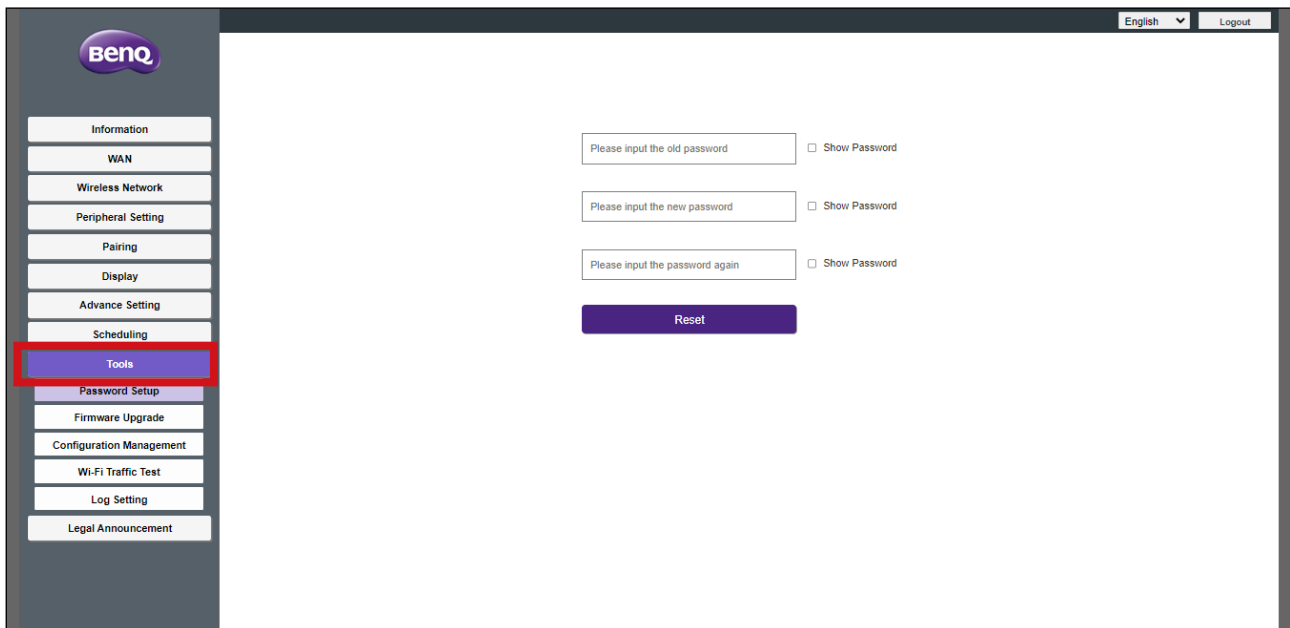 English
Logout
BenQ
Information
WAN
Wireless Network
Peripheral Setting
Pairing
Display
Advance Setting
Scheduling
Tools
Password Setup
Firmware Upgrade
Configuration Management
Wi-Fi Traffic Test
Log Setting
Legal Announcement
Please input the old password
Show Password
Please input the new password
Show Password
Please input the password again
Show Password
Reset